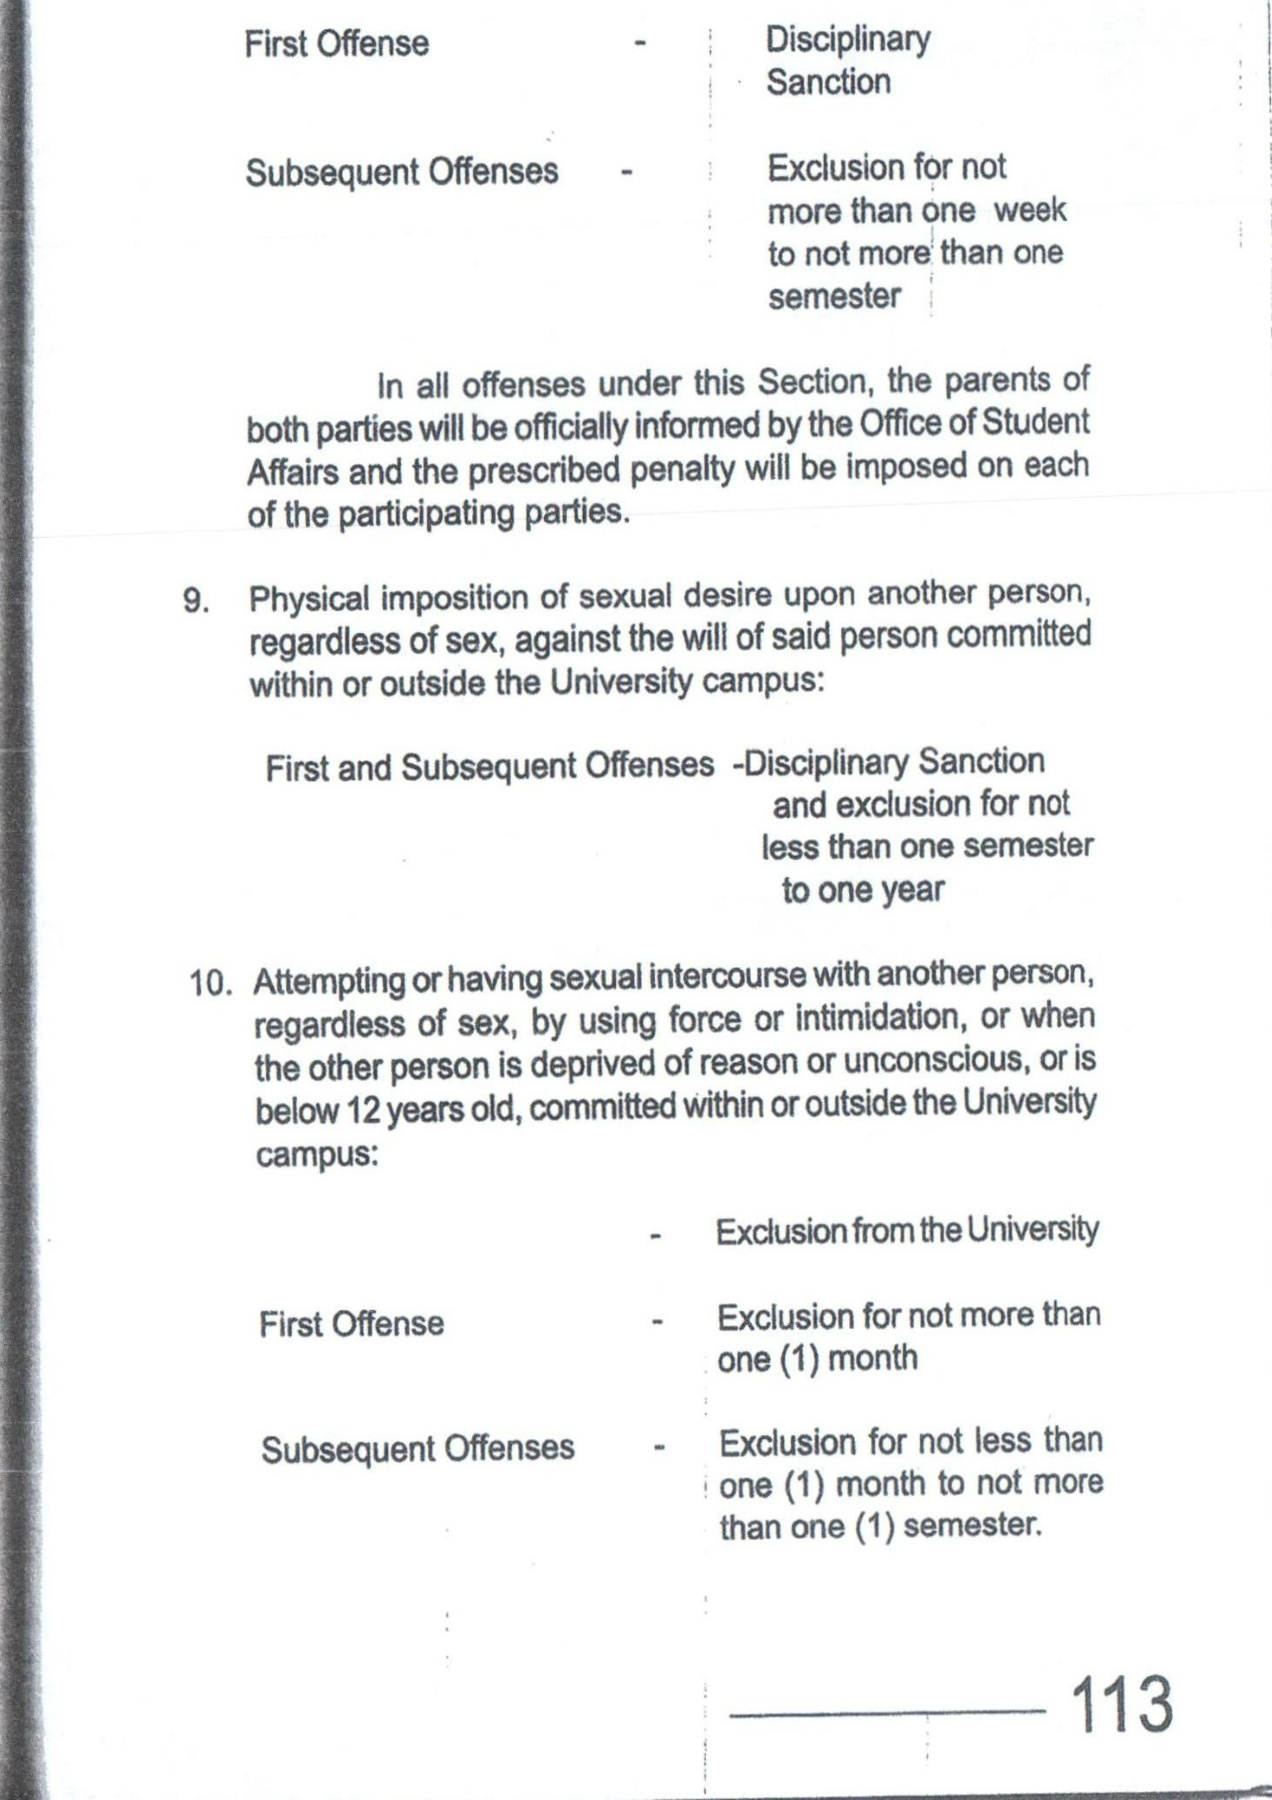 First Offense - Disciplinary
Sanction
Subsequent Offenses - Exclusion for not
more than one week
to not more than one
semester
In all offenses under this Section, the parents of
both parties will be officially informed by the Office of Student
Affairs and the prescribed penalty will be imposed on each
of the participating parties.
9. Physical imposition of sexual desire upon another person,
regardless of sex, against the will of said person committed
within or outside the University campus:
First and Subsequent Offenses -Disciplinary Sanction
and exclusion for not
less than one semester
to one year
10. Attempting or having sexual intercourse with another person,
regardless of sex, by using force or intimidation, or when
the other person is deprived of reason or unconscious, or is
below 12 years old, committed within or outside the University
campus:
- Exclusion from the University
First Offense - Exclusion for not more than
one (1) month
Subsequent Offenses - Exclusion for not less than
one (1) month to not more
than one (1) semester.
113